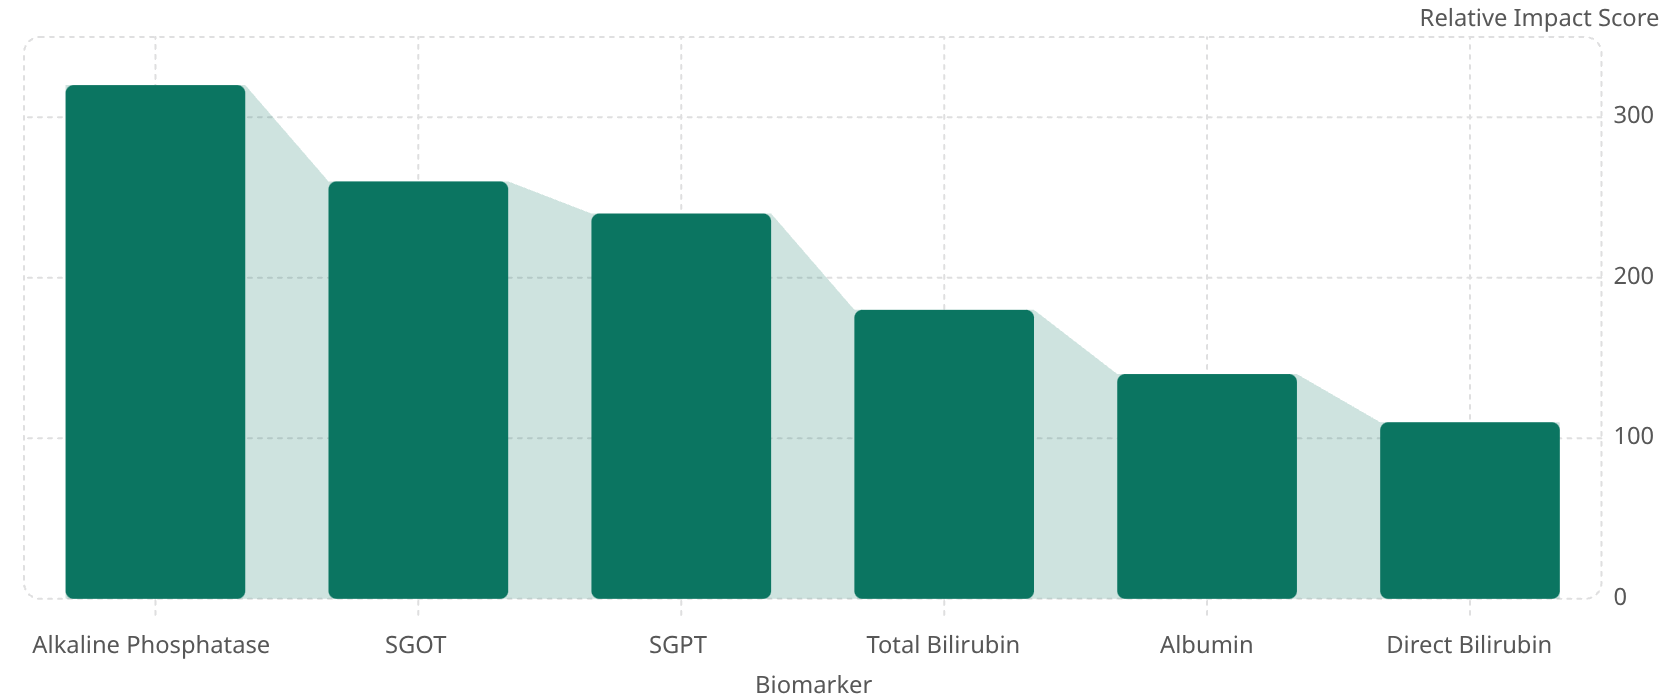 Relative Impact Score
300
200
100
0
Alkaline Phosphatase SGOT SGPT Total Bilirubin Albumin Direct Bilirubin
Biomarker